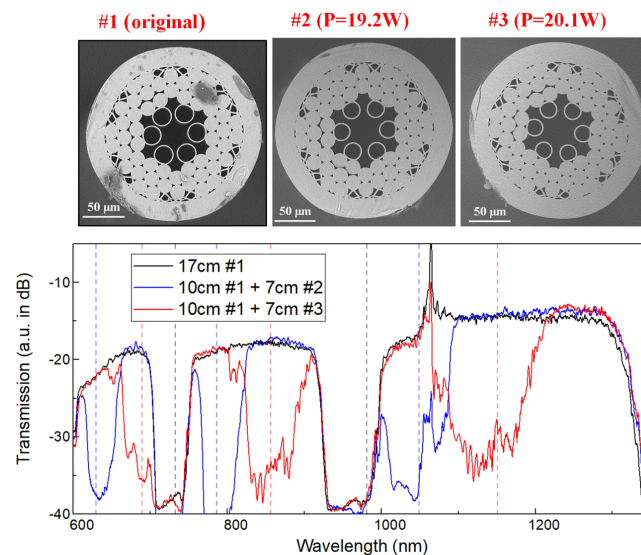 #1 (original) #2 (P=19.2W) #3 (P=20.1W)
50 μm 50 μm 50 μm
-10
-20
-30
-40
Transmission (a.u. in dB)
17cm #1
10cm #1 + 7cm #2
10cm #1 + 7cm #3
600 800 1000 1200
Wavelength (nm)